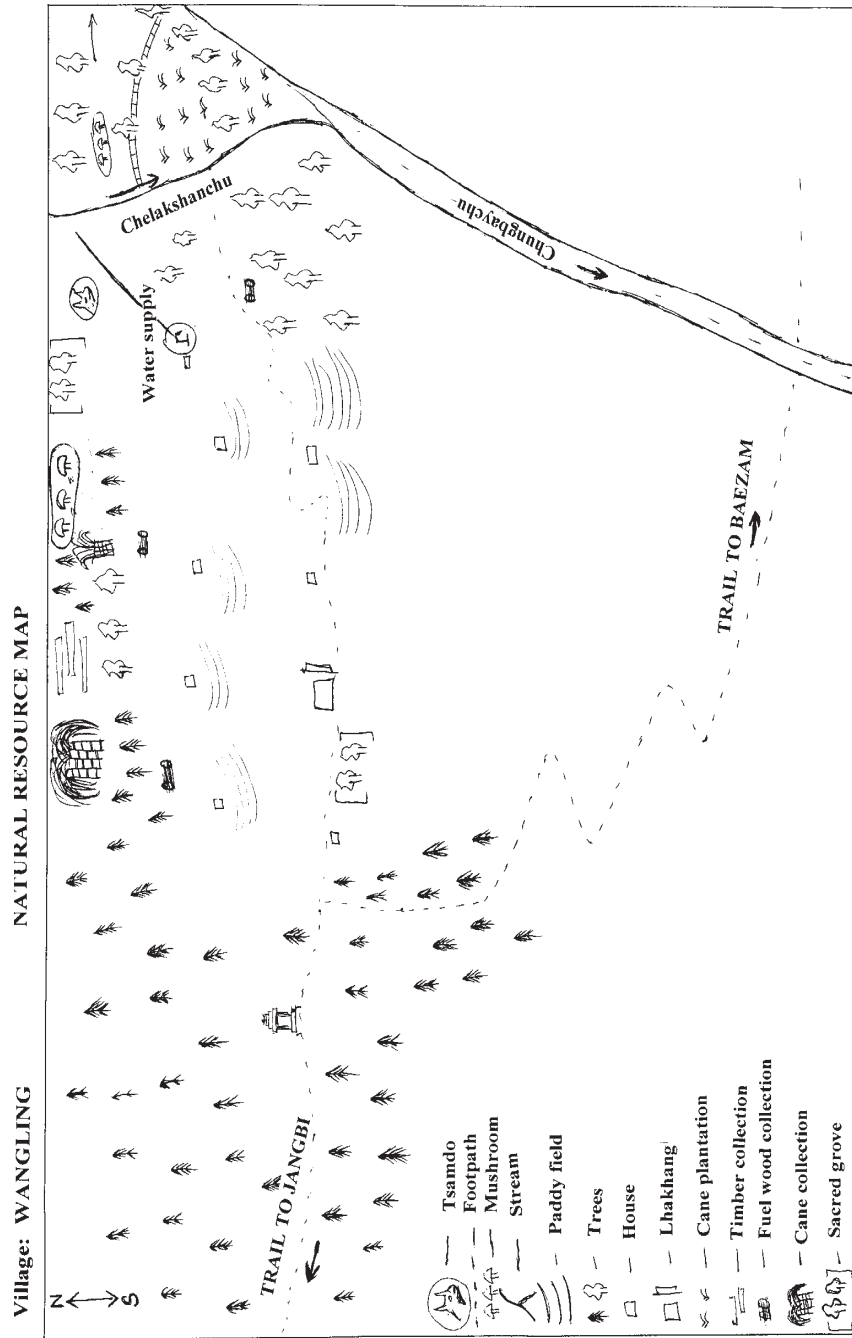 Village: WANGLING
NATURAL RESOURCE MAP
N
S
Chelakshanchu
Water supply
Chungbaychu
TRAIL TO BAEZAM
TRAIL TO JANGBI
Tsamdo
Footpath
Mushroom
Stream
Paddy field
Trees
House
Lhakhang
Cane plantation
Timber collection
Fuel wood collection
Cane collection
Sacred grove